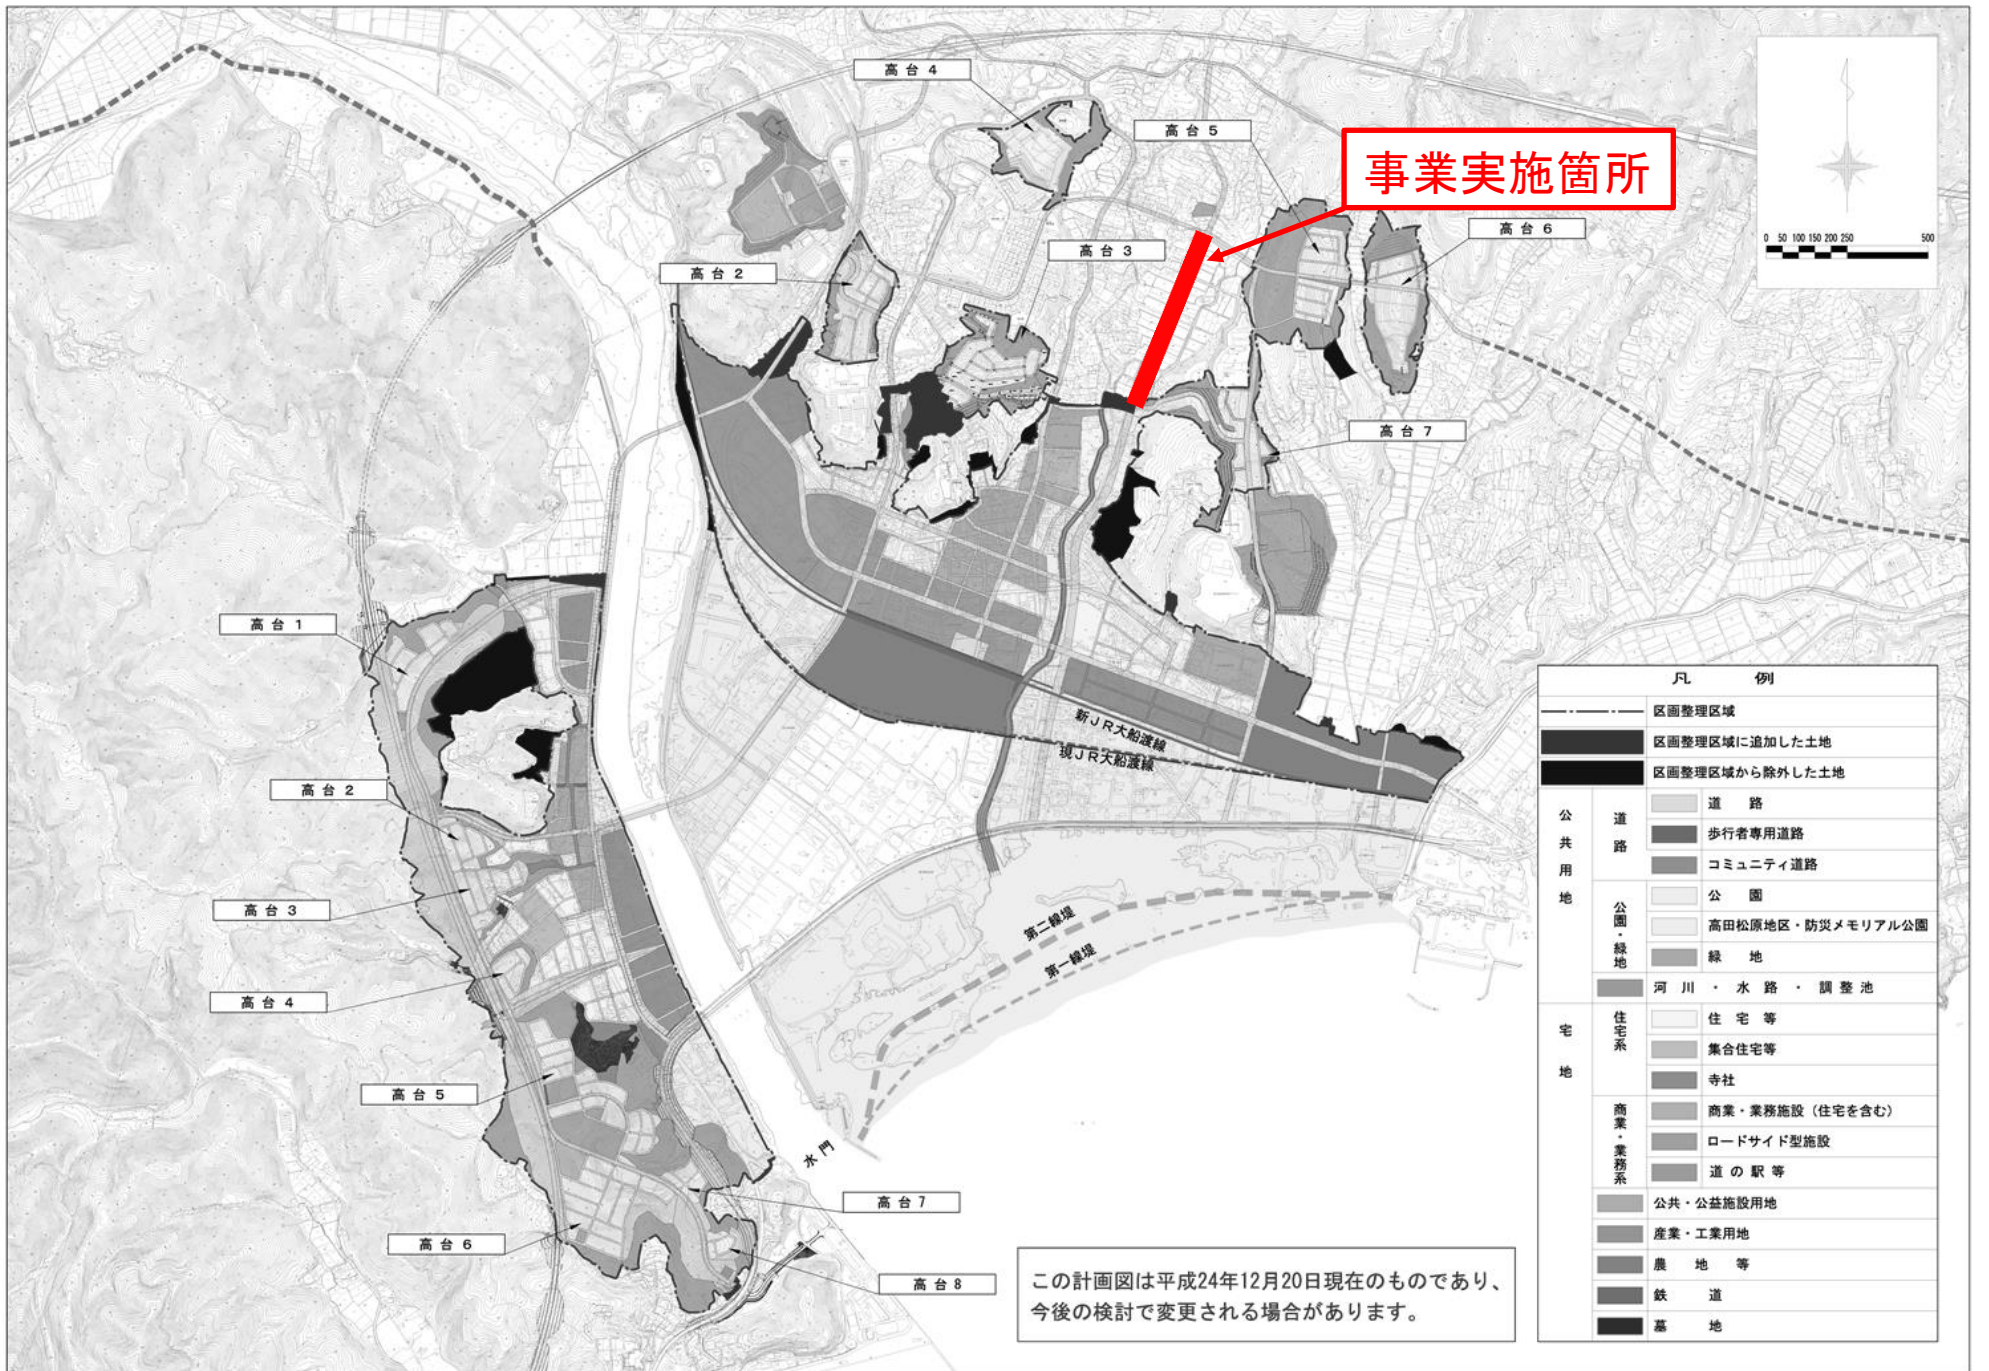 高台4
高台5
事業実施箇所
高台6
高台3
高台2
高台7
0 50 100 150 200 250 500
高台1
高台2
高台3
高台4
高台5
高台6
高台7
高台8
新JR大船渡線
現JR大船渡線
第二線堤
第一線堤
水門
この計画図は平成24年12月20日現在のものであり、
今後の検討で変更される場合があります。
凡例
区画整理区域
区画整理区域に追加した土地
区画整理区域から除外した土地
公共用地
道路
道路
歩行者専用道路
コミュニティ道路
公園・緑地
公園
高田松原地区・防災メモリアル公園
緑地
河川・水路・調整池
宅地
住宅系
住宅等
集合住宅等
寺社
商業・業務系
商業・業務施設（住宅を含む）
ロードサイド型施設
道の駅等
公共・公益施設用地
産業・工業用地
農地等
鉄道
墓地